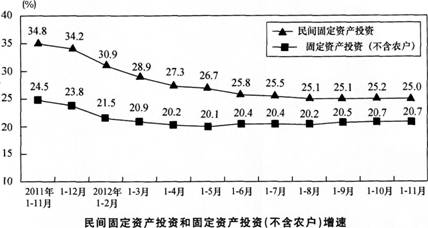 (%)
40
35
30
25
20
15
10
民间固定资产投资
固定资产投资（不含农户）
34.8 34.2 30.9 28.9 27.3 26.7 25.8 25.5 25.1 25.1 25.2 25.0
24.5 23.8 21.5 20.9 20.2 20.1 20.4 20.4 20.2 20.5 20.7 20.7
2011年 1-12月 2012年 1-3月 1-4月 1-5月 1-6月 1-7月 1-8月 1-9月 1-10月 1-11月
1-11月 1-2月
民间固定资产投资和固定资产投资(不含农户)增速